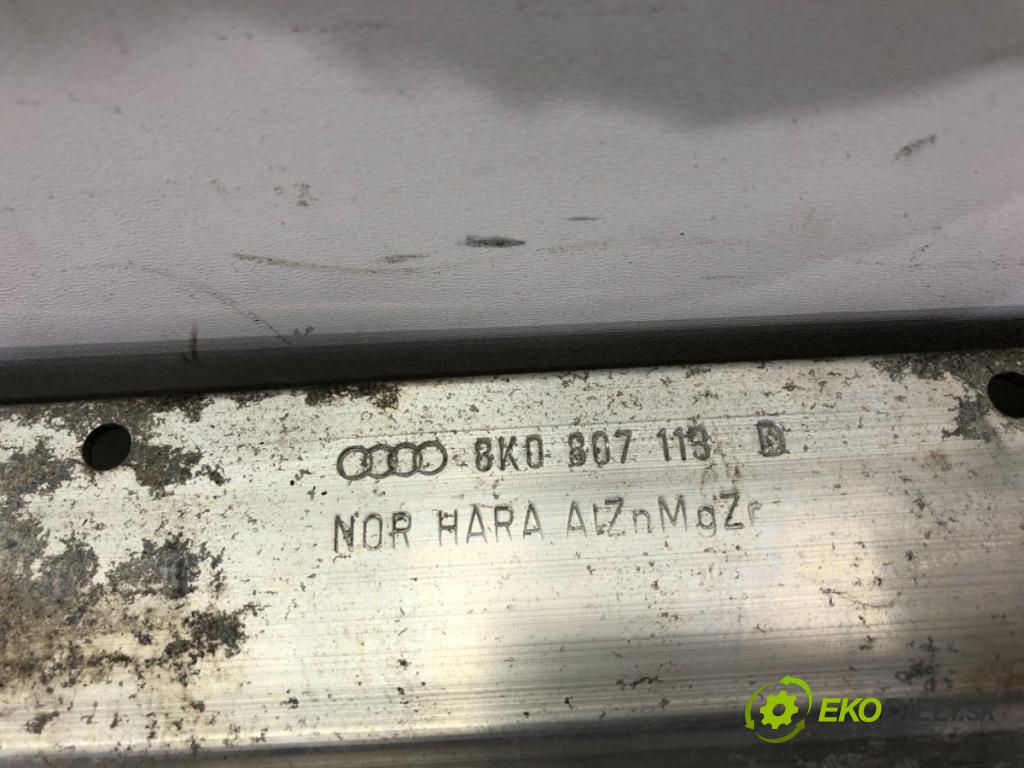 8K0 807 113 D
NOR HARA ALZnMgZr
EKODIELY.SK